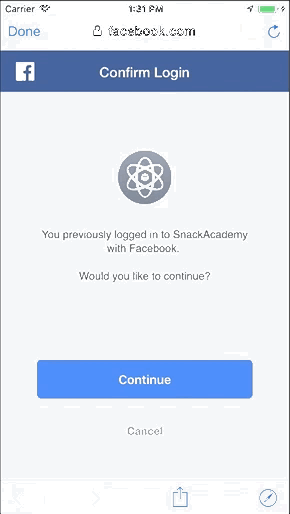 Carrier 1:31 PM
Done facebook.com
Confirm Login
You previously logged in to SnackAcademy
with Facebook.
Would you like to continue?
Continue
Cancel